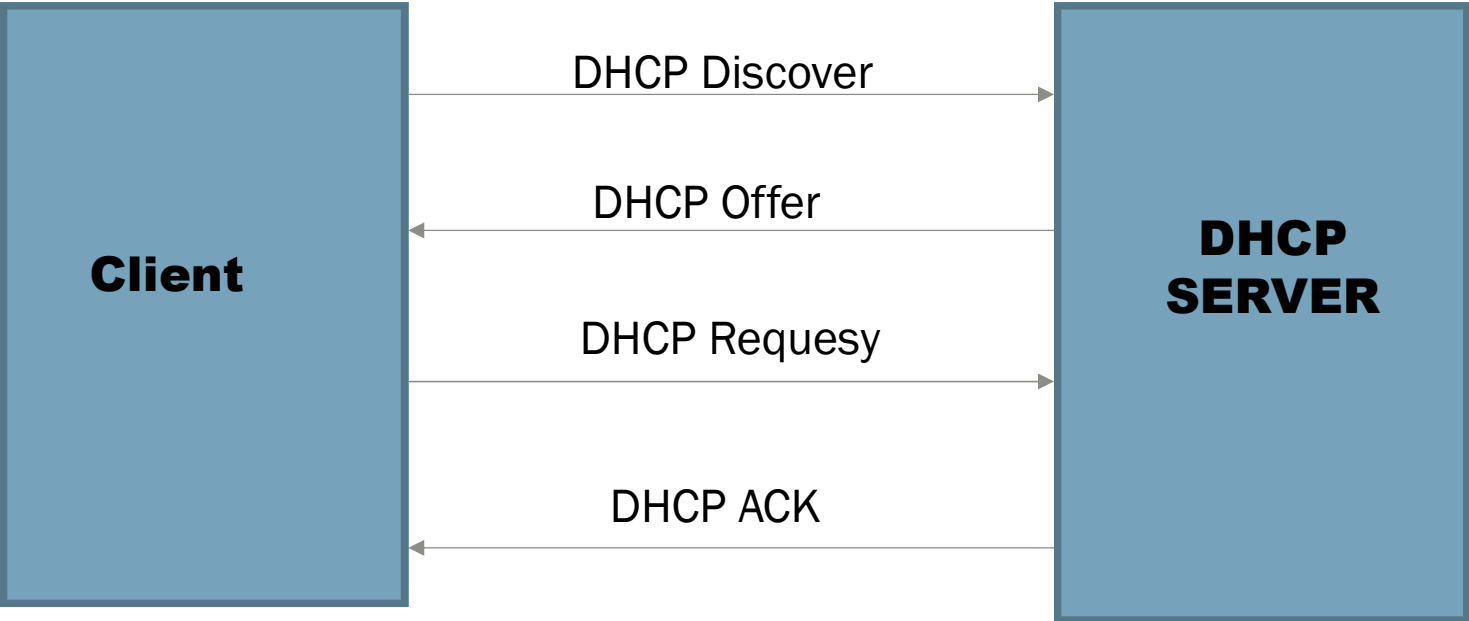 DHCP Discover
DHCP Offer
Client
DHCP
SERVER
DHCP Requesy
DHCP ACK